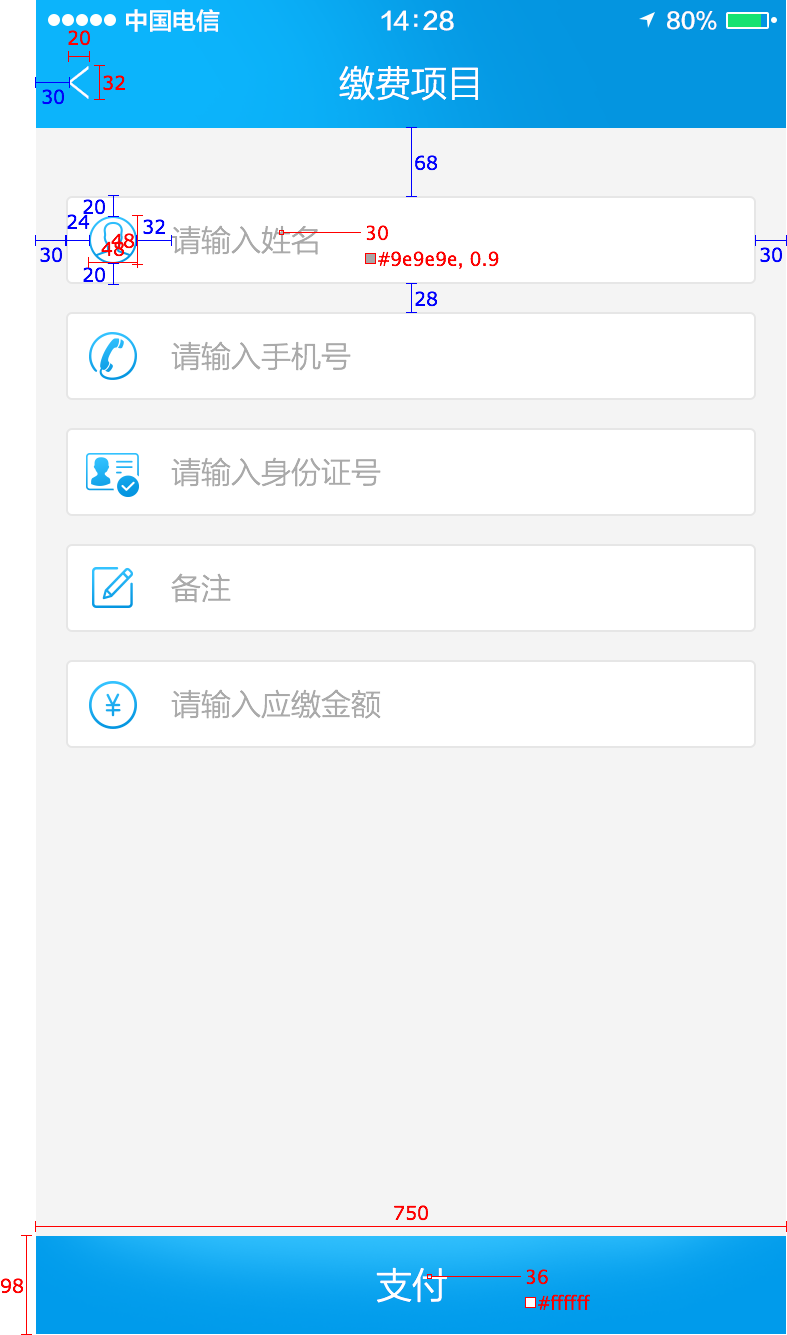 中国电信 14:28 80%
20
缴费项目
32
30
68
20
24 32 48
请输入姓名
30
48
30 30
#9e9e9e, 0.9
20
28
请输入手机号
请输入身份证号
备注
¥ 请输入应缴金额
750
支付
36
98
#ffffff